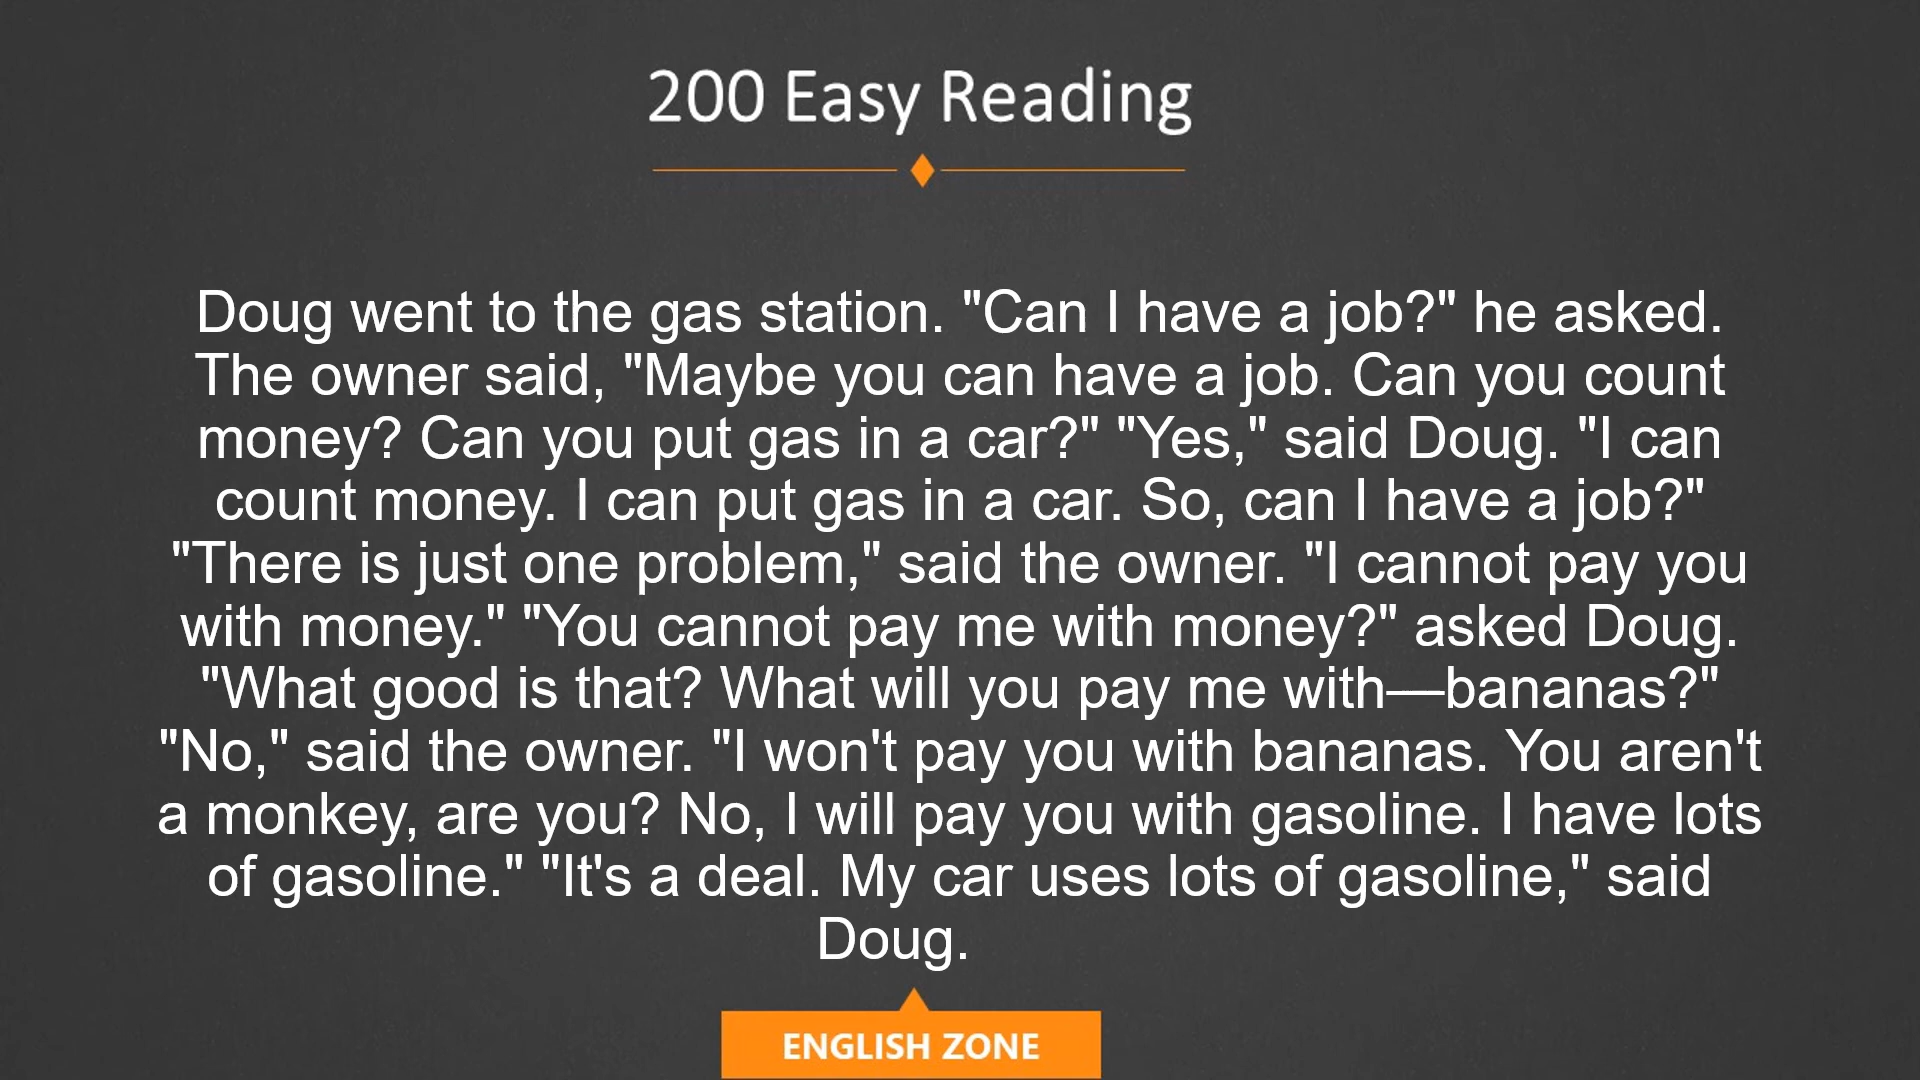 200 Easy Reading
Doug went to the gas station. "Can I have a job?" he asked.
The owner said, "Maybe you can have a job. Can you count
money? Can you put gas in a car?" "Yes," said Doug. "I can
count money. I can put gas in a car. So, can I have a job?"
"There is just one problem," said the owner. "I cannot pay you
with money." "You cannot pay me with money?" asked Doug.
"What good is that? What will you pay me with—bananas?"
"No," said the owner. "I won't pay you with bananas. You aren't
a monkey, are you? No, I will pay you with gasoline. I have lots
of gasoline." "It's a deal. My car uses lots of gasoline," said
Doug.
ENGLISH ZONE